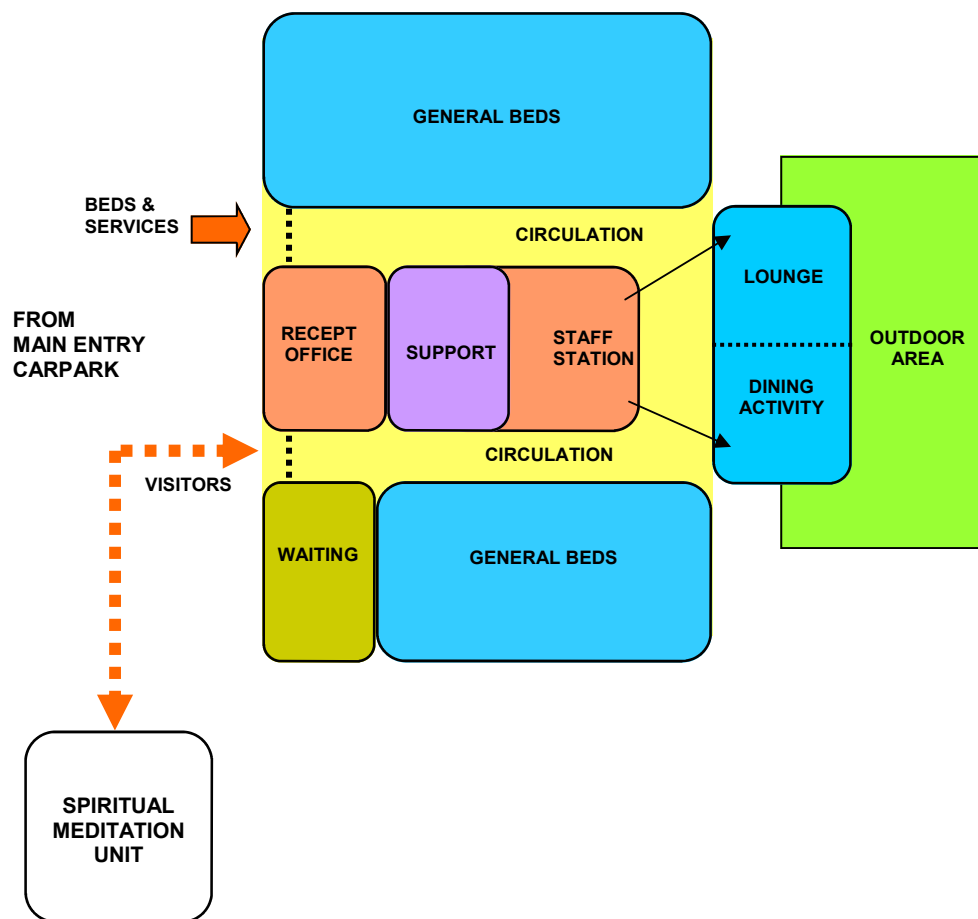 GENERAL BEDS
BEDS &
SERVICES
CIRCULATION
FROM
MAIN ENTRY
CARPARK
RECEPT
OFFICE
SUPPORT
STAFF
STATION
LOUNGE
DINING
ACTIVITY
OUTDOOR
AREA
CIRCULATION
VISITORS
WAITING
GENERAL BEDS
SPIRITUAL
MEDITATION
UNIT